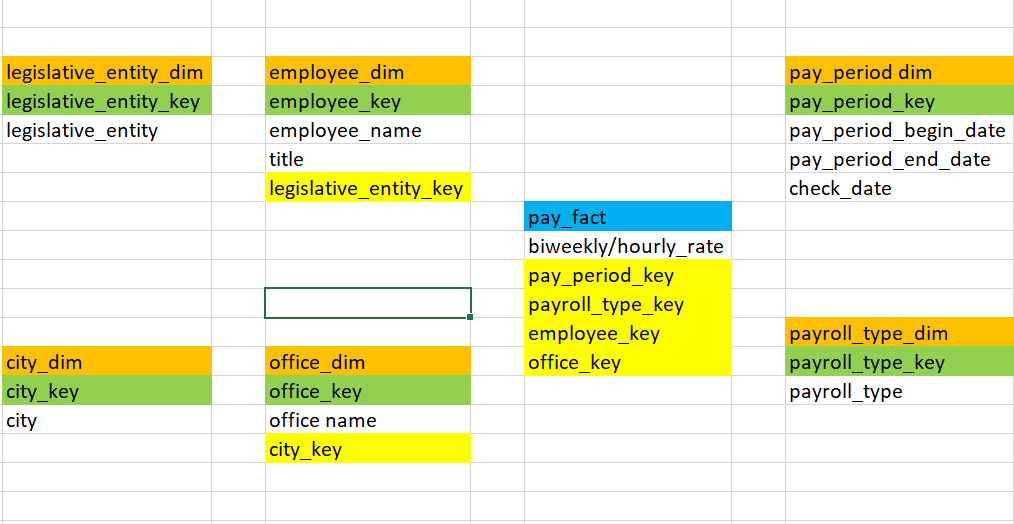 legislative_entity_dim
legislative_entity_key
legislative_entity
employee_dim
employee_key
employee_name
title
legislative_entity_key
pay_period dim
pay_period_key
pay_period_begin_date
pay_period_end_date
check_date
pay_fact
biweekly/hourly_rate
pay_period_key
payroll_type_key
employee_key
office_key
city_dim
city_key
city
office_dim
office_key
office name
city_key
payroll_type_dim
payroll_type_key
payroll_type